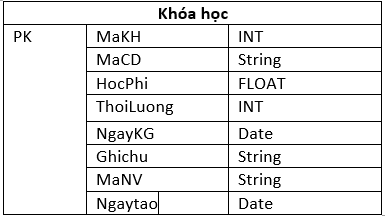 Khóa học
PK MaKH INT
MaCD String
HocPhi FLOAT
ThoiLuong INT
NgayKG Date
Ghichu String
MaNV String
Ngaytao Date